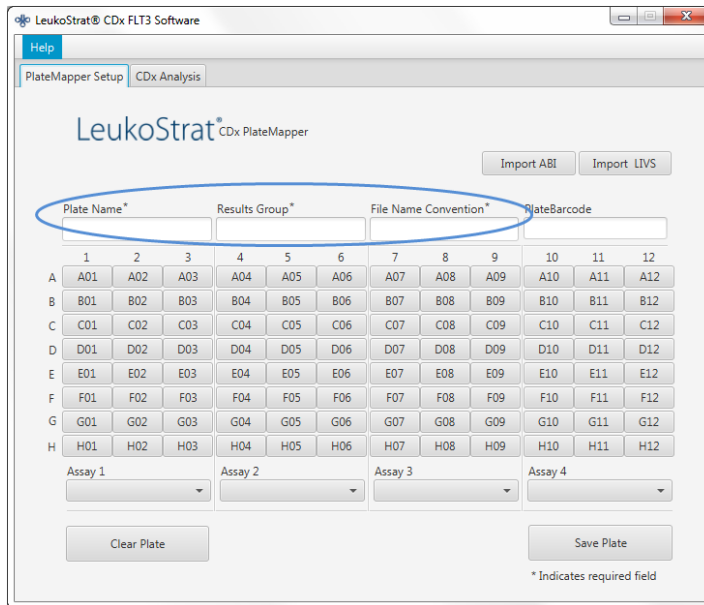 LeukoStrat® CDx FLT3 Software
Help
PlateMapper Setup CDx Analysis
LeukoStrat® CDx PlateMapper
Import ABI Import LIVS
Plate Name* Results Group* File Name Convention* PlateBarcode
1 2 3 4 5 6 7 8 9 10 11 12
A A01 A02 A03 A04 A05 A06 A07 A08 A09 A10 A11 A12
B B01 B02 B03 B04 B05 B06 B07 B08 B09 B10 B11 B12
C C01 C02 C03 C04 C05 C06 C07 C08 C09 C10 C11 C12
D D01 D02 D03 D04 D05 D06 D07 D08 D09 D10 D11 D12
E E01 E02 E03 E04 E05 E06 E07 E08 E09 E10 E11 E12
F F01 F02 F03 F04 F05 F06 F07 F08 F09 F10 F11 F12
G G01 G02 G03 G04 G05 G06 G07 G08 G09 G10 G11 G12
H H01 H02 H03 H04 H05 H06 H07 H08 H09 H10 H11 H12
Assay 1 Assay 2 Assay 3 Assay 4
Clear Plate Save Plate
* Indicates required field